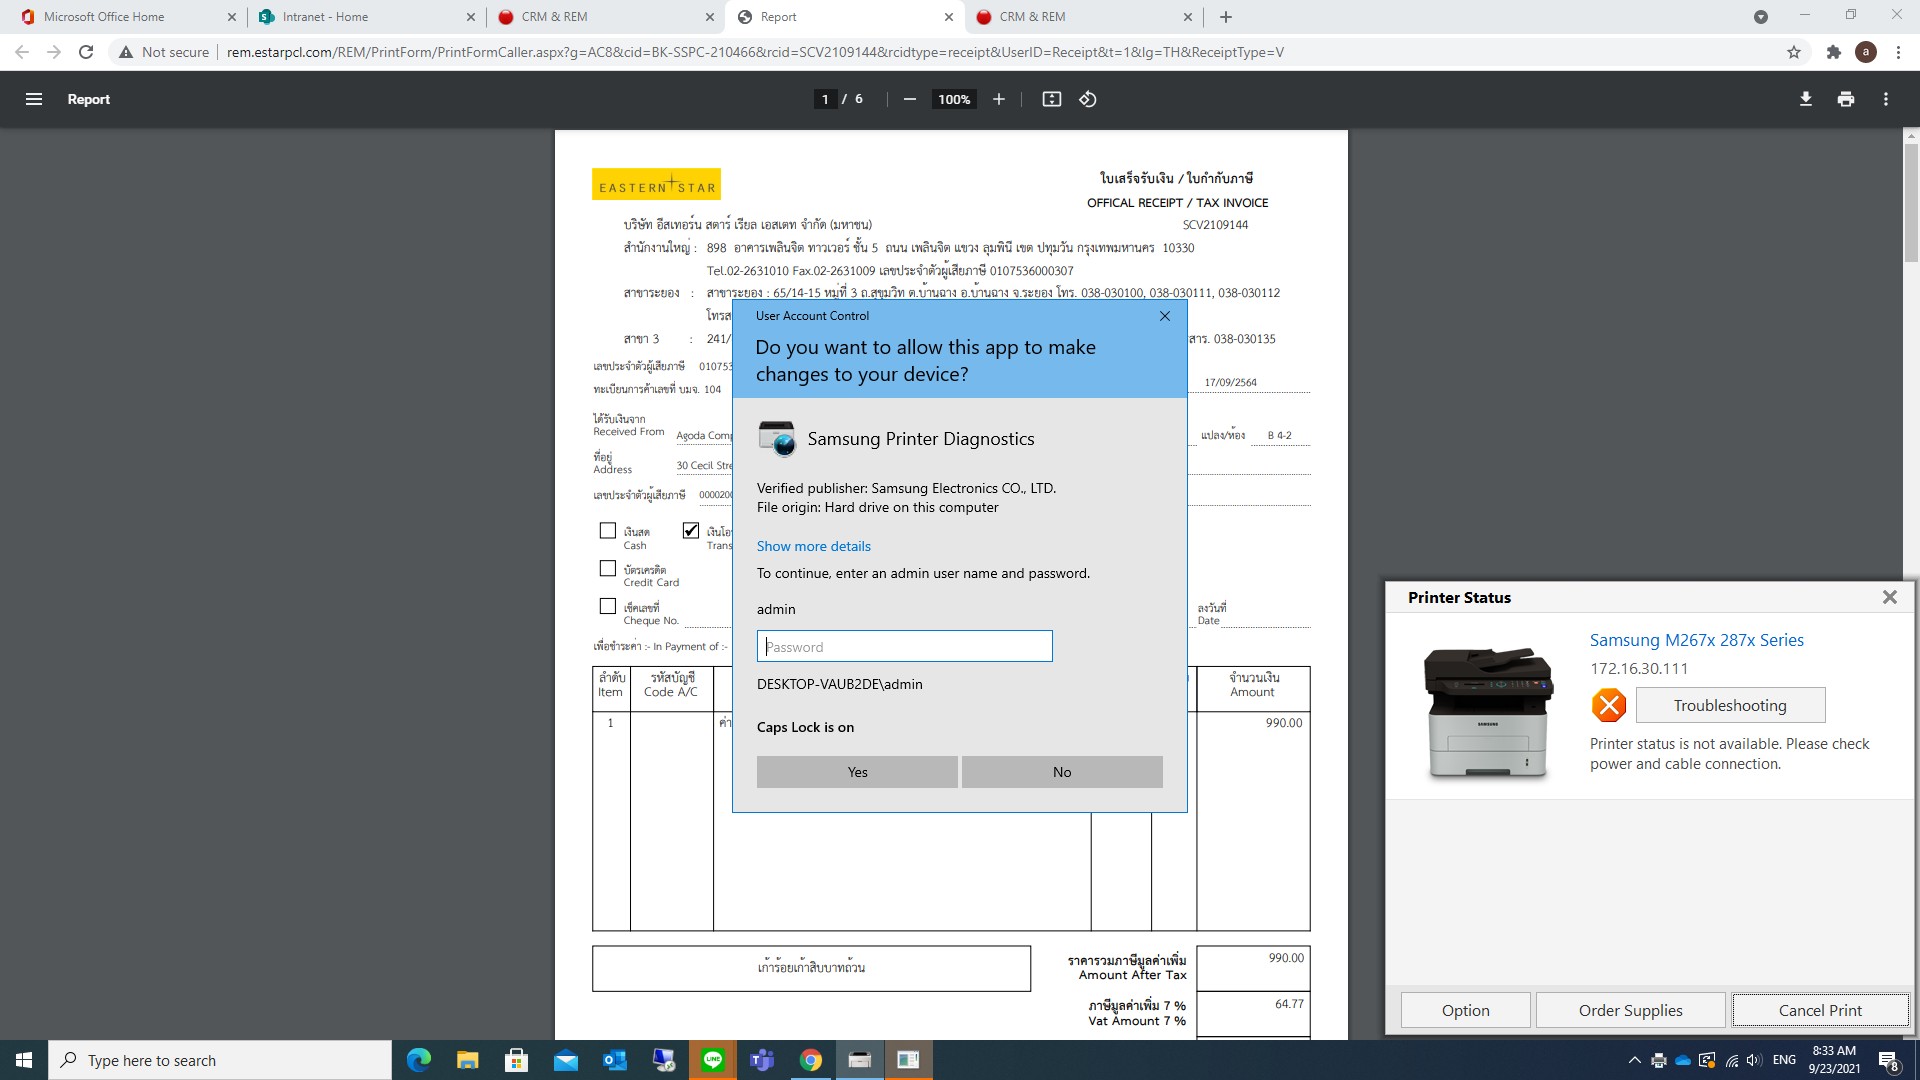 Microsoft Office Home
Intranet - Home
CRM & REM
Report
CRM & REM
Not secure
rem.estarpcl.com/REM/PrintForm/PrintFormCaller.aspx?g=AC8&cid=BK-SSPC-210466&rcid=SCV2109144&rcidtype=receipt&UserID=Receipt&t=1&lg=TH&ReceiptType=V
a
Report
1 / 6
100%
EASTERN STAR
ใบเสร็จรับเงิน / ใบกำกับภาษี
OFFICAL RECEIPT / TAX INVOICE
บริษัท อีสเทอร์น สตาร์ เรียล เอสเตท จำกัด (มหาชน)
SCV2109144
สำนักงานใหญ่ : 898 อาคารเพลินจิต ทาวเวอร์ ชั้น 5 ถนน เพลินจิต แขวง ลุมพินี เขต ปทุมวัน กรุงเทพมหานคร 10330
Tel.02-2631010 Fax.02-2631009 เลขประจำตัวผู้เสียภาษี 0107536000307
สาขาระยอง : สาขาระยอง : 65/14-15 หมู่ที่ 3 ถ.สุขุมวิท ต.บ้านฉาง อ.บ้านฉาง จ.ระยอง โทร. 038-030100, 038-030111, 038-030112
โทรส
สาขา 3 : 241/
สาร. 038-030135
เลขประจำตัวผู้เสียภาษี 010753
ทะเบียนการค้าเลขที่ บมจ. 104
17/09/2564
ได้รับเงินจาก
Received From
Agoda Comp
แปลง/ห้อง B 4-2
ที่อยู่
Address
30 Cecil Stre
เลขประจำตัวผู้เสียภาษี 0000200
เงินสด
Cash
เงินโอ
Trans
บัตรเครดิต
Credit Card
เช็คเลขที่
Cheque No.
ลงวันที่
Date
เพื่อชำระค่า :- In Payment of :-
ลำดับ
Item
รหัสบัญชี
Code A/C
จำนวนเงิน
Amount
1
ค่า
990.00
เก้าร้อยเก้าสิบบาทถ้วน
ราคารวมภาษีมูลค่าเพิ่ม
Amount After Tax
990.00
ภาษีมูลค่าเพิ่ม 7 %
Vat Amount 7 %
64.77
User Account Control
Do you want to allow this app to make
changes to your device?
Samsung Printer Diagnostics
Verified publisher: Samsung Electronics CO., LTD.
File origin: Hard drive on this computer
Show more details
To continue, enter an admin user name and password.
admin
Password
DESKTOP-VAUB2DE\admin
Caps Lock is on
Yes
No
Printer Status
Samsung M267x 287x Series
172.16.30.111
Troubleshooting
Printer status is not available. Please check
power and cable connection.
SAMSUNG
Option
Order Supplies
Cancel Print
Type here to search
LINE
ENG
8:33 AM
9/23/2021
8